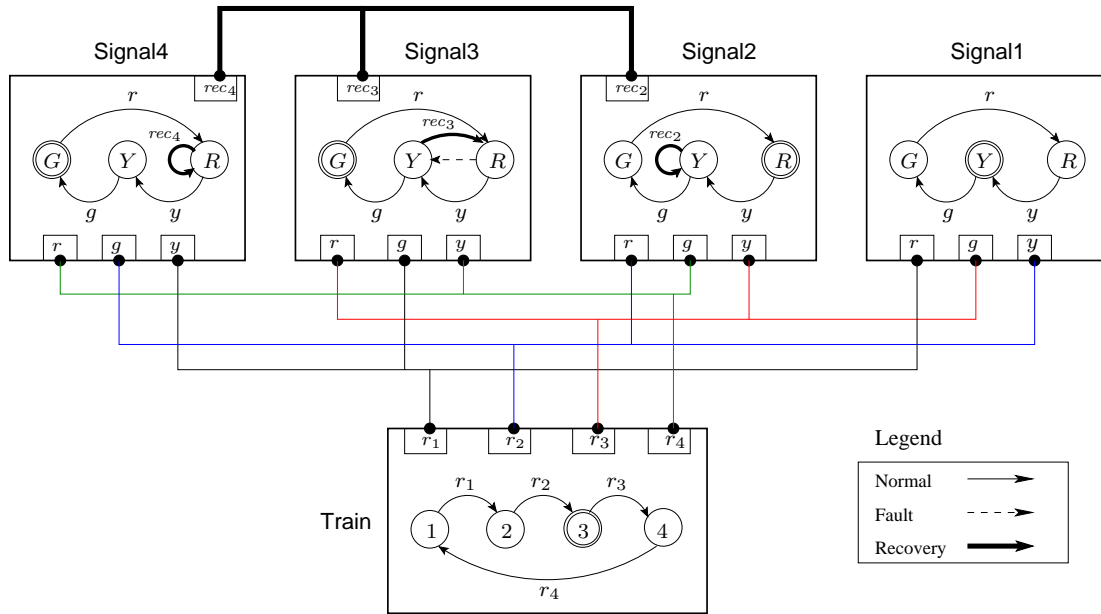 Signal4
Signal3
Signal2
Signal1
rec4
rec3
rec2
r
r
r
r
rec4
rec3
rec2
G Y R
G Y R
G Y R
G Y R
g y
g y
g y
g y
r g y
r g y
r g y
r g y
r1 r2 r3 r4
Train
r1 r2 r3
1 2 3 4
r4
Legend
Normal
Fault
Recovery